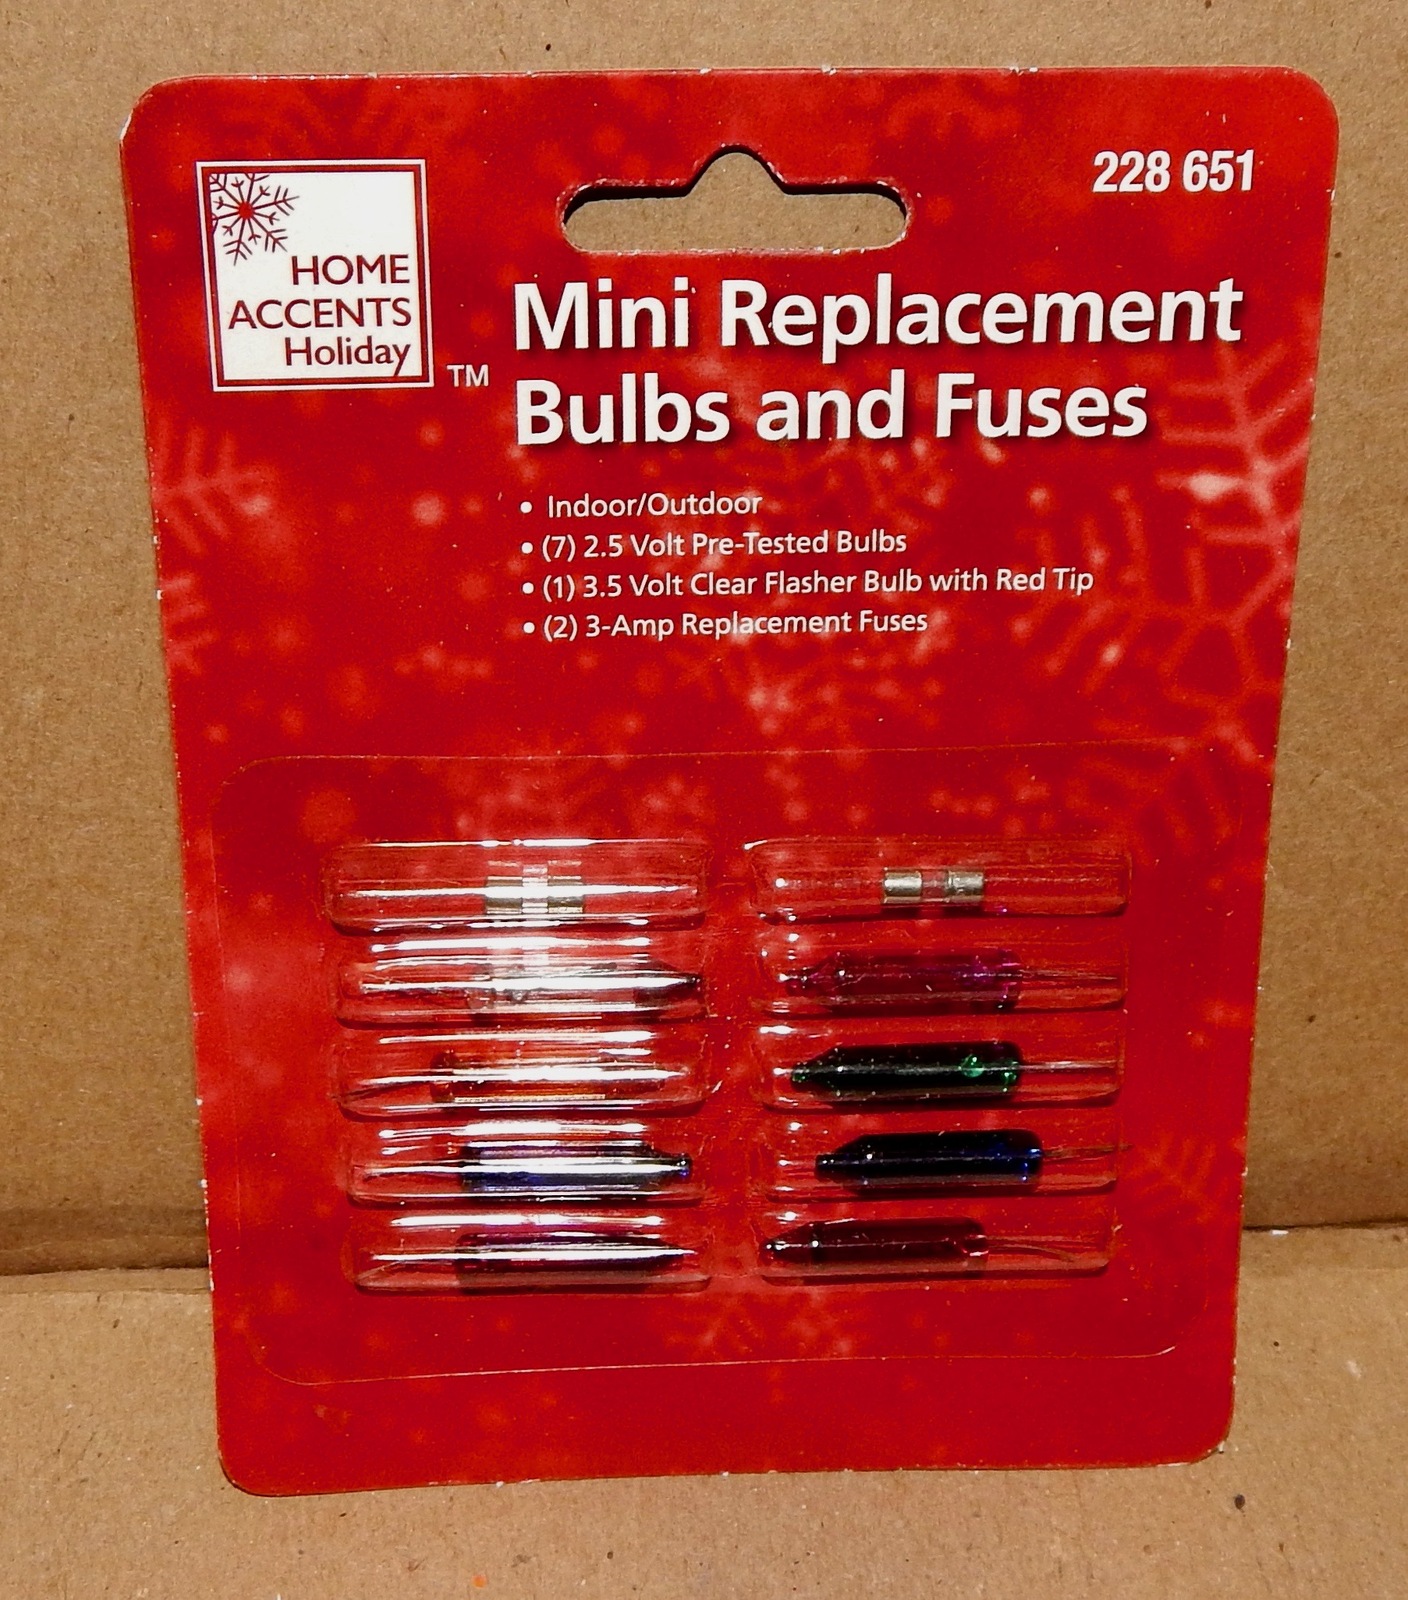 228 651
HOME
ACCENTS
Holiday
TM
Mini Replacement
Bulbs and Fuses
• Indoor/Outdoor
• (7) 2.5 Volt Pre-Tested Bulbs
• (1) 3.5 Volt Clear Flasher Bulb with Red Tip
• (2) 3-Amp Replacement Fuses